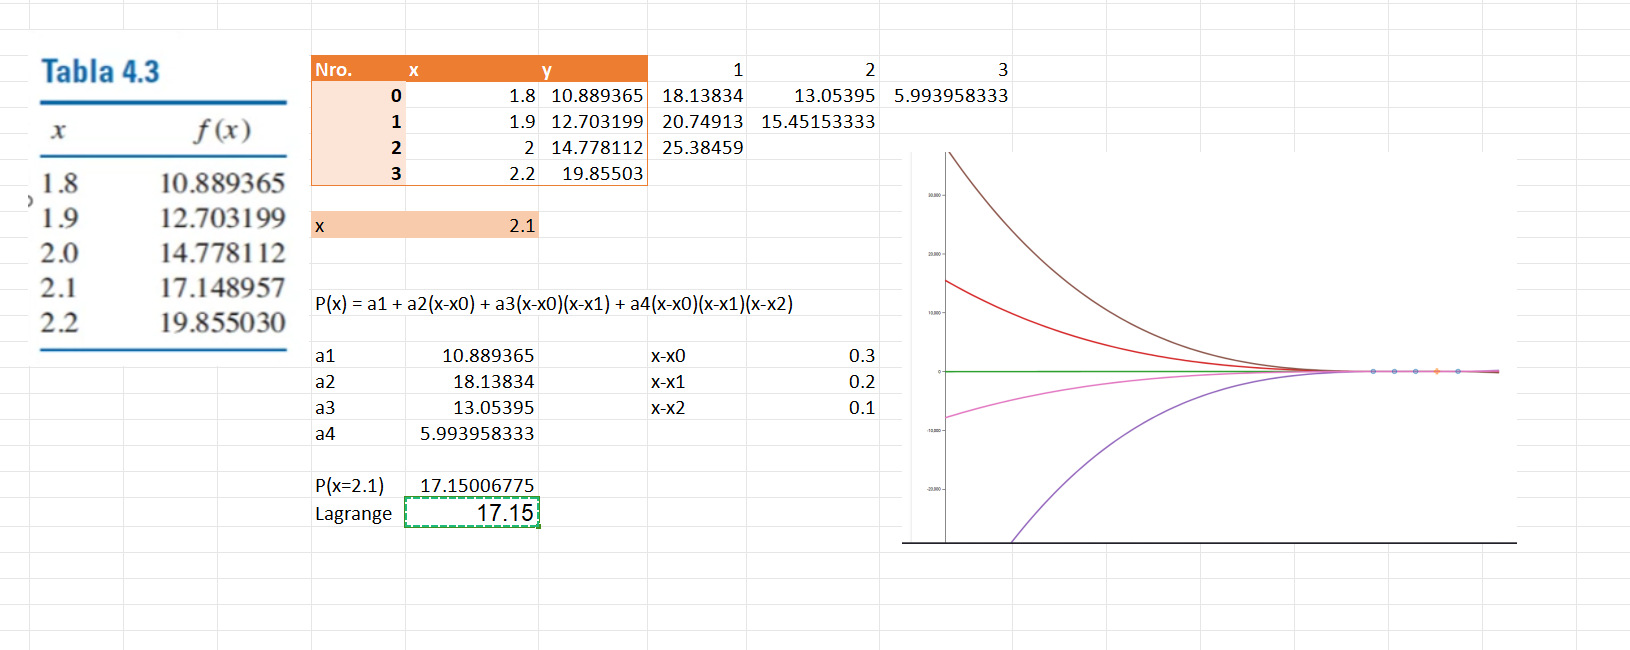 Tabla 4.3
x f(x)
1.8 10.889365
1.9 12.703199
2.0 14.778112
2.1 17.148957
2.2 19.855030
Nro. x y 1 2 3
0 1.8 10.889365 18.13834 13.05395 5.993958333
1 1.9 12.703199 20.74913 15.45153333
2 2 14.778112 25.38459
3 2.2 19.85503
x 2.1
P(x) = a1 + a2(x-x0) + a3(x-x0)(x-x1) + a4(x-x0)(x-x1)(x-x2)
a1 10.889365 x-x0 0.3
a2 18.13834 x-x1 0.2
a3 13.05395 x-x2 0.1
a4 5.993958333
P(x=2.1) 17.15006775
Lagrange 17.15
20,000
10,000
0
-10,000
-20,000